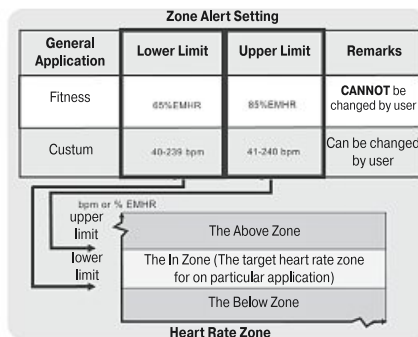 Zone Alert Setting
General Application
Lower Limit
Upper Limit
Remarks
Fitness
65%EMHR
85%EMHR
CANNOT be
changed by user
Custum
40-239 bpm
41-240 bpm
Can be changed
by user
bpm or % EMHR
upper
limit
lower
limit
The Above Zone
The In Zone (The target heart rate zone
for on particular application)
The Below Zone
Heart Rate Zone